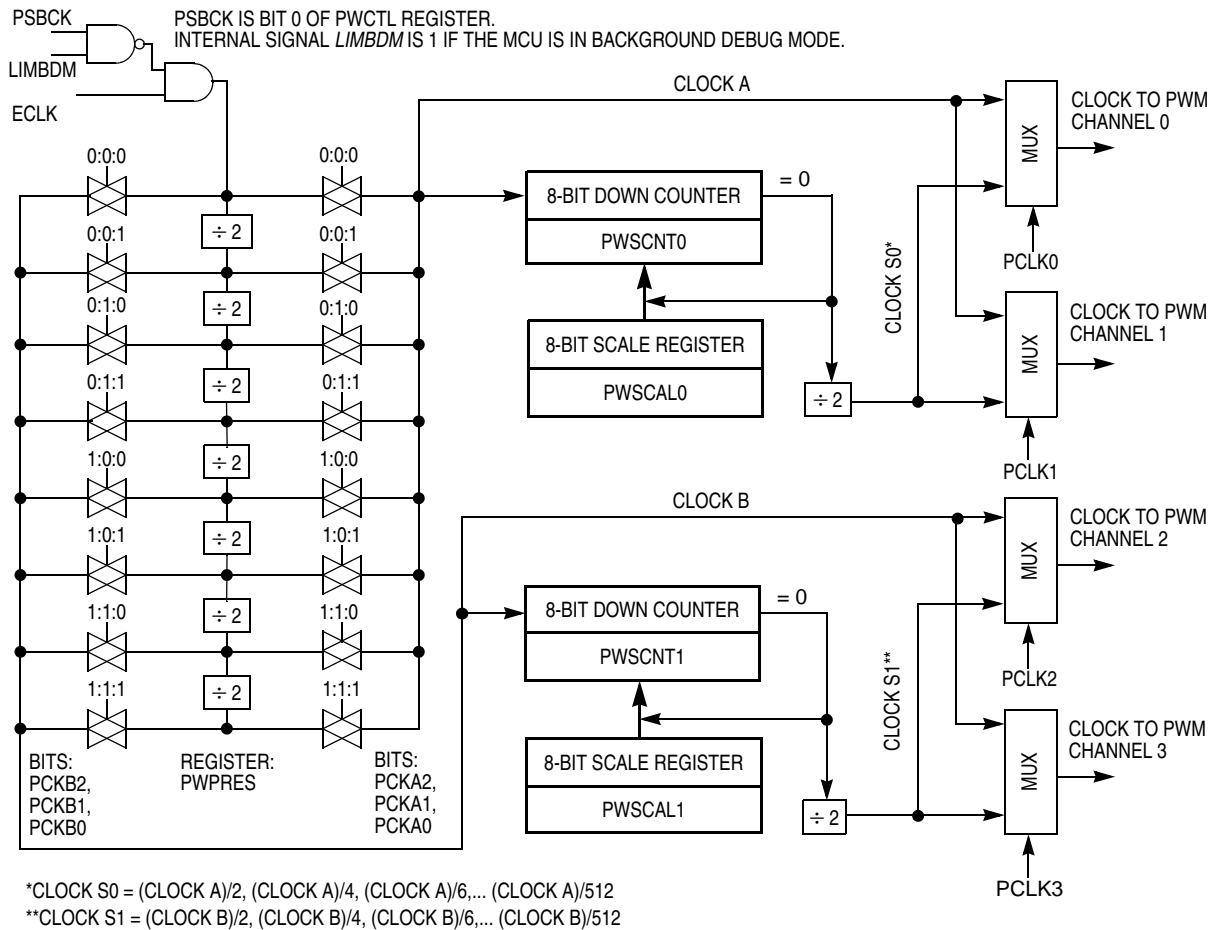 PSBCK
PSBCK IS BIT 0 OF PWCTL REGISTER.
INTERNAL SIGNAL LIMBDM IS 1 IF THE MCU IS IN BACKGROUND DEBUG MODE.
LIMBDM
ECLK
CLOCK A
CLOCK TO PWM
CHANNEL 0
MUX
PCLK0
0:0:0
0:0:0
÷ 2
0:0:1
0:0:1
÷ 2
0:1:0
0:1:0
÷ 2
0:1:1
0:1:1
÷ 2
1:0:0
1:0:0
÷ 2
1:0:1
1:0:1
÷ 2
1:1:0
1:1:0
÷ 2
1:1:1
1:1:1
8-BIT DOWN COUNTER
= 0
PWSCNT0
8-BIT SCALE REGISTER
PWSCAL0
÷ 2
CLOCK S0*
CLOCK TO PWM
CHANNEL 1
MUX
PCLK1
CLOCK B
CLOCK TO PWM
CHANNEL 2
MUX
PCLK2
8-BIT DOWN COUNTER
= 0
PWSCNT1
8-BIT SCALE REGISTER
PWSCAL1
÷ 2
CLOCK S1**
CLOCK TO PWM
CHANNEL 3
MUX
PCLK3
BITS:
PCKB2,
PCKB1,
PCKB0
REGISTER:
PWPRES
BITS:
PCKA2,
PCKA1,
PCKA0
*CLOCK S0 = (CLOCK A)/2, (CLOCK A)/4, (CLOCK A)/6,... (CLOCK A)/512
**CLOCK S1 = (CLOCK B)/2, (CLOCK B)/4, (CLOCK B)/6,... (CLOCK B)/512